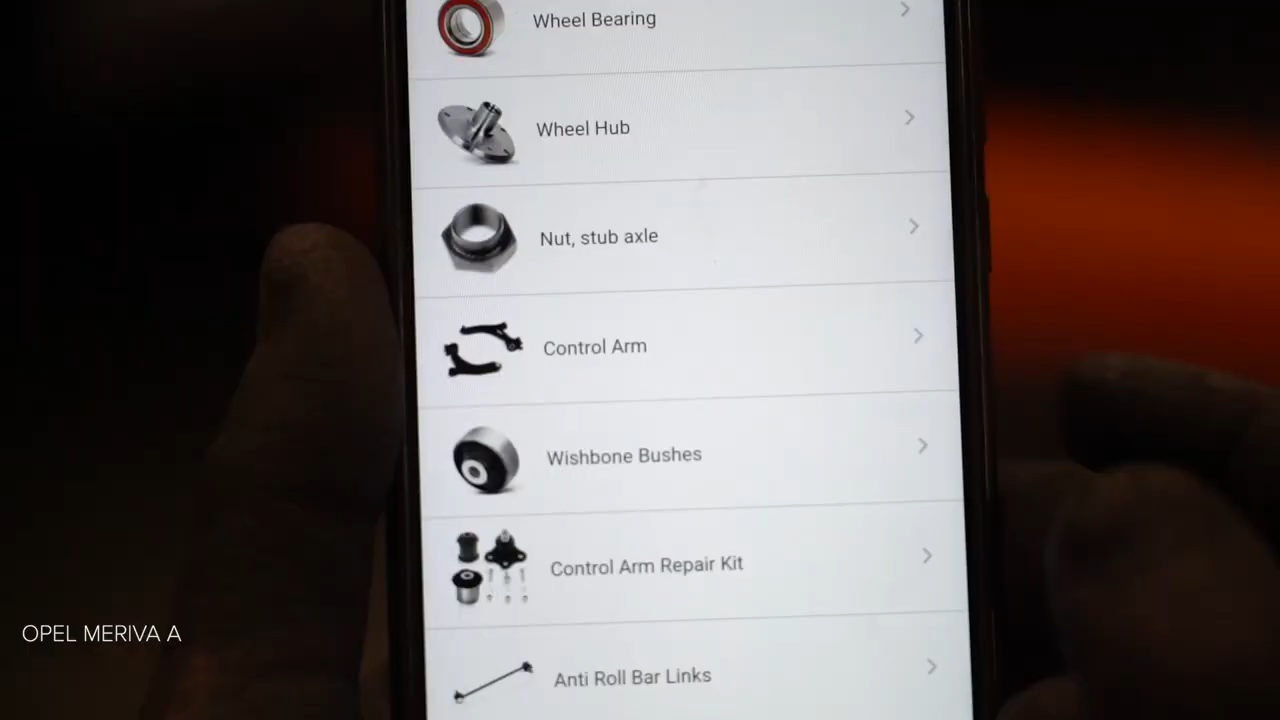 Wheel Bearing
Wheel Hub
Nut, stub axle
Control Arm
Wishbone Bushes
Control Arm Repair Kit
OPEL MERIVA A
Anti Roll Bar Links